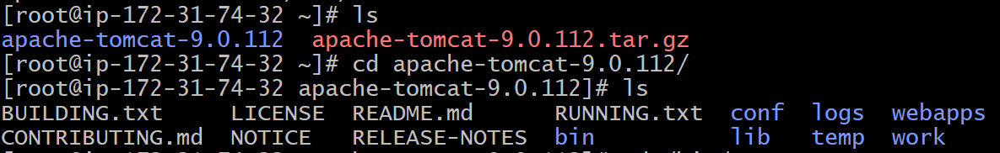 [root@ip-172-31-74-32 ~]# ls
apache-tomcat-9.0.112  apache-tomcat-9.0.112.tar.gz
[root@ip-172-31-74-32 ~]# cd apache-tomcat-9.0.112/
[root@ip-172-31-74-32 apache-tomcat-9.0.112]# ls
BUILDING.txt     LICENSE  README.md      RUNNING.txt  conf  logs  webapps
CONTRIBUTING.md  NOTICE   RELEASE-NOTES  bin          lib   temp  work